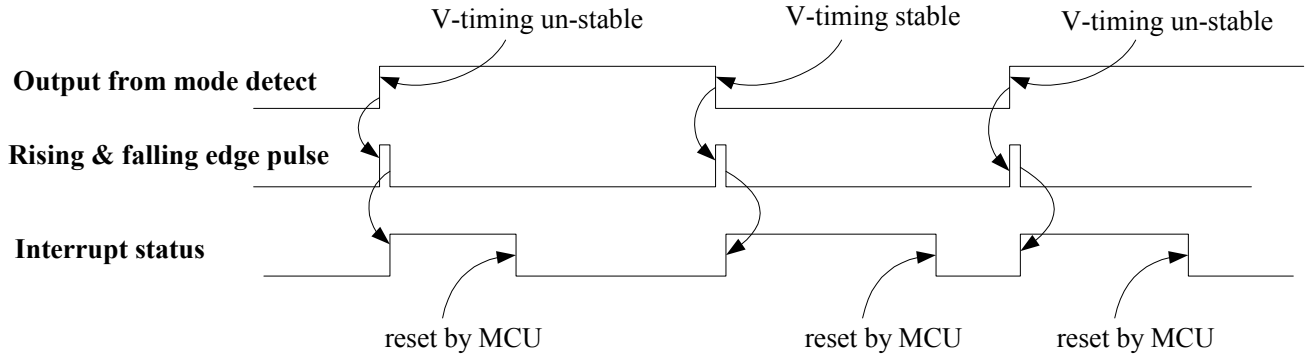 V-timing un-stable
V-timing stable
V-timing un-stable
Output from mode detect
Rising & falling edge pulse
Interrupt status
reset by MCU
reset by MCU
reset by MCU